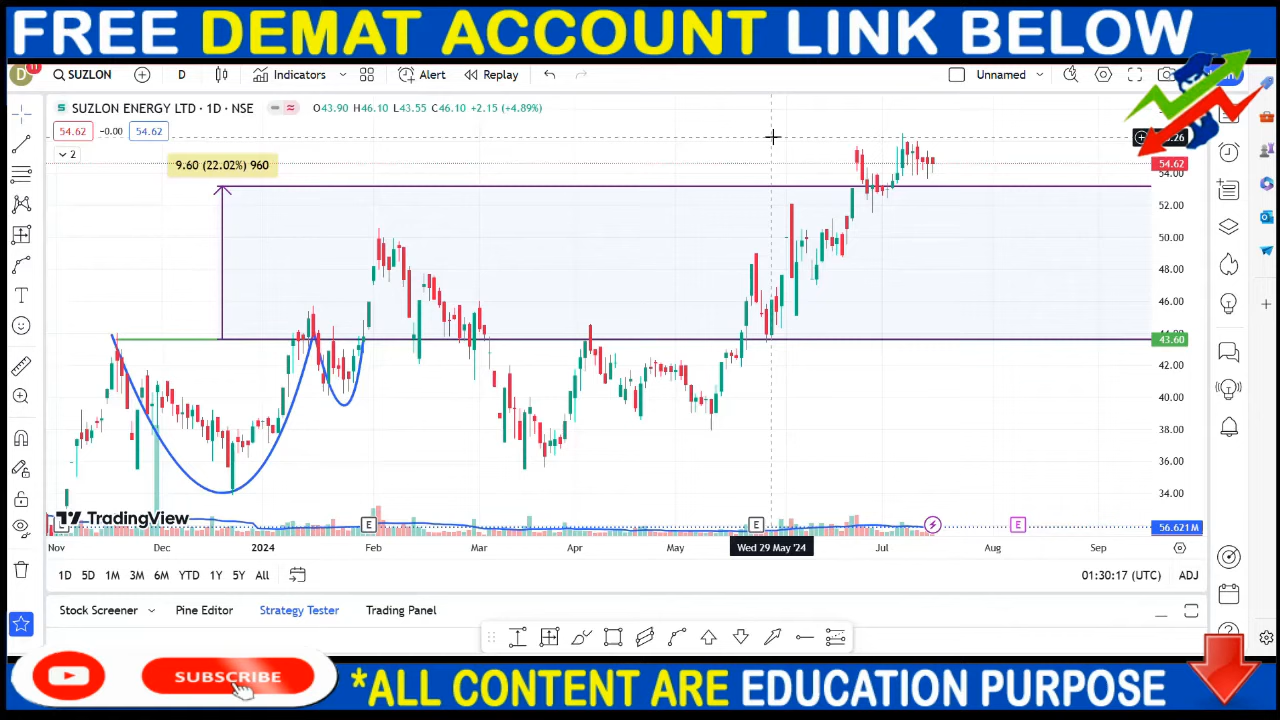 FREE DEMAT ACCOUNT LINK BELOW
D 11 SUZLON D Indicators Alert Replay Unnamed
S SUZLON ENERGY LTD · 1D · NSE O43.90 H46.10 L43.55 C46.10 +2.15 (+4.89%)
54.62 −0.00 54.62
2
9.60 (22.02%) 960
54.62
54.00
52.00
50.00
48.00
46.00
43.60
42.00
40.00
38.00
36.00
34.00
TradingView
E E E 56.621M
Nov Dec 2024 Feb Mar Apr May Wed 29 May '24 Jul Aug Sep
1D 5D 1M 3M 6M YTD 1Y 5Y All 01:30:17 (UTC) ADJ
Stock Screener Pine Editor Strategy Tester Trading Panel
SUBSCRIBE
*ALL CONTENT ARE EDUCATION PURPOSE